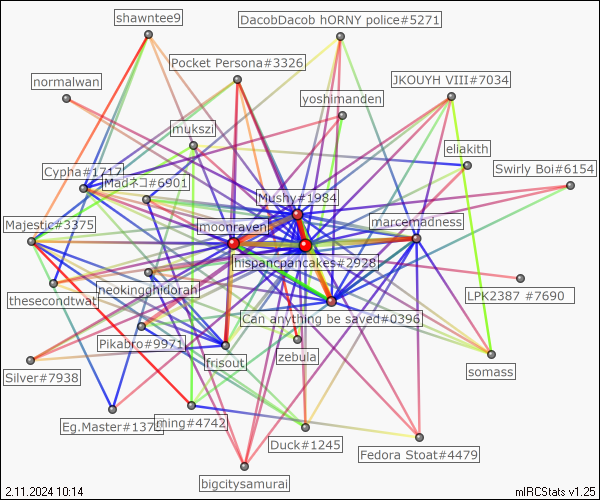 shawntee9
DacobDacob hORNY police#5271
Pocket Persona#3326
normalwan
JKOUYH VIII#7034
yoshimanden
mukszi
eliakith
Cypha#1712
Swirly Boi#6154
Madネコ#6901
Mushy#1984
Majestic#3375
moonraven
marcemadness
hispancpancakes#2928
thesecondtwat
neokingghidorah
LPK2387 #7690
Can anything be saved#0396
Pikabro#9971
frisout
zebula
somass
Silver#7938
Eg.Master#137
ming#4742
Duck#1245
Fedora Stoat#4479
bigcitysamurai
2.11.2024 10:14
mIRCStats v1.25